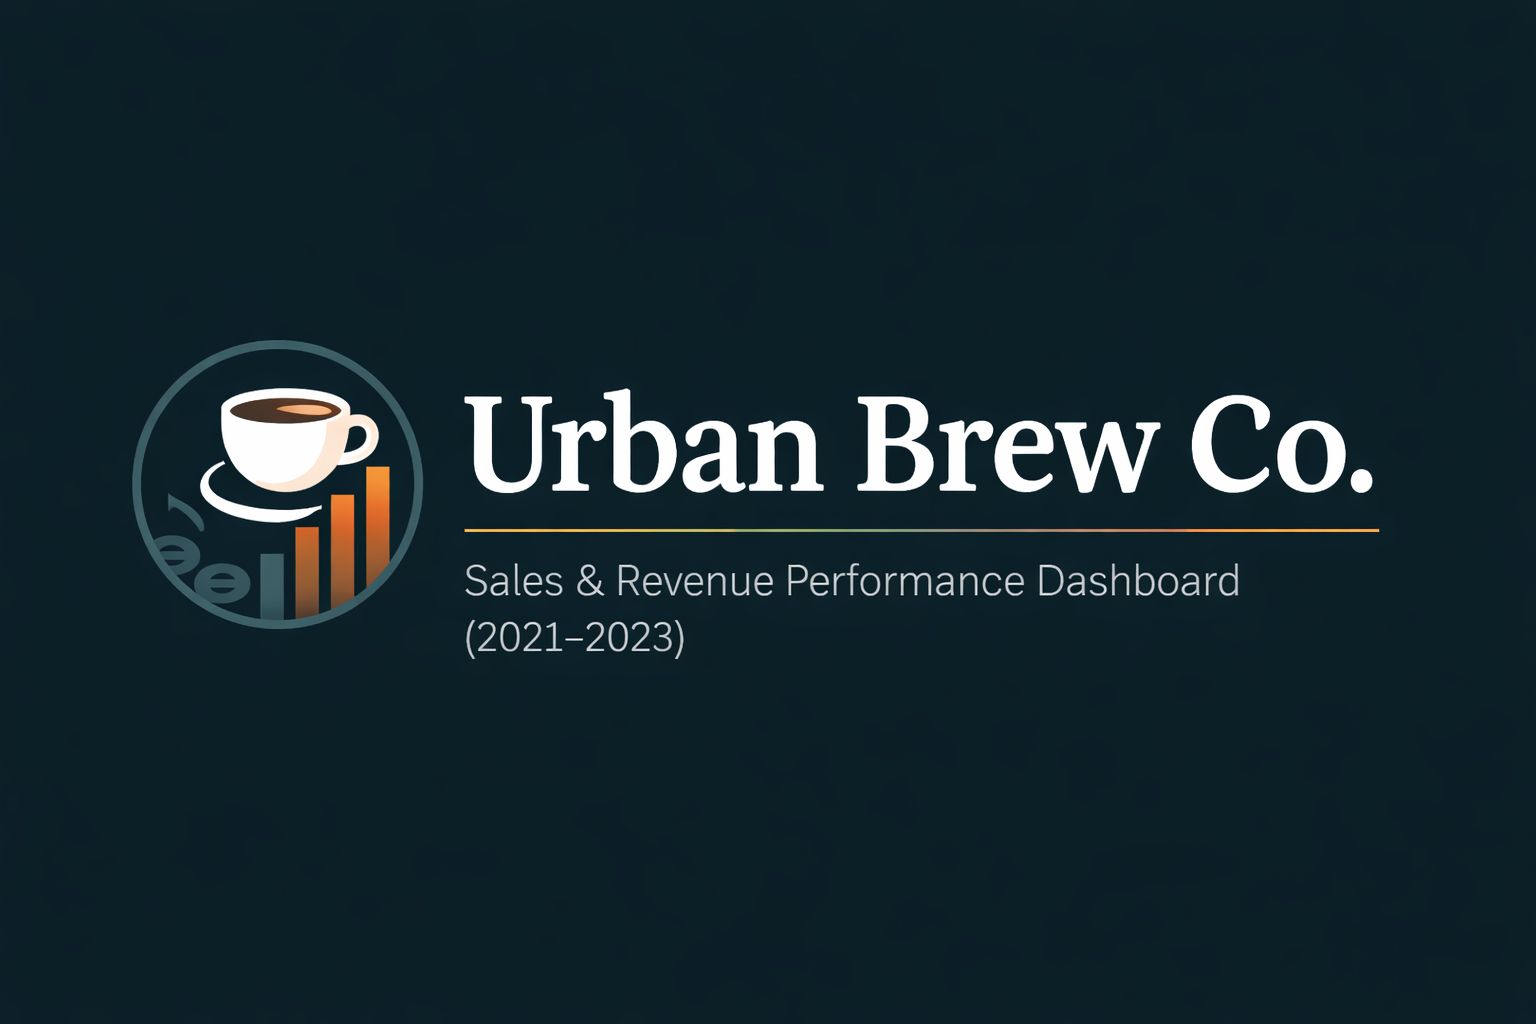 Urban Brew Co.
Sales & Revenue Performance Dashboard
(2021–2023)